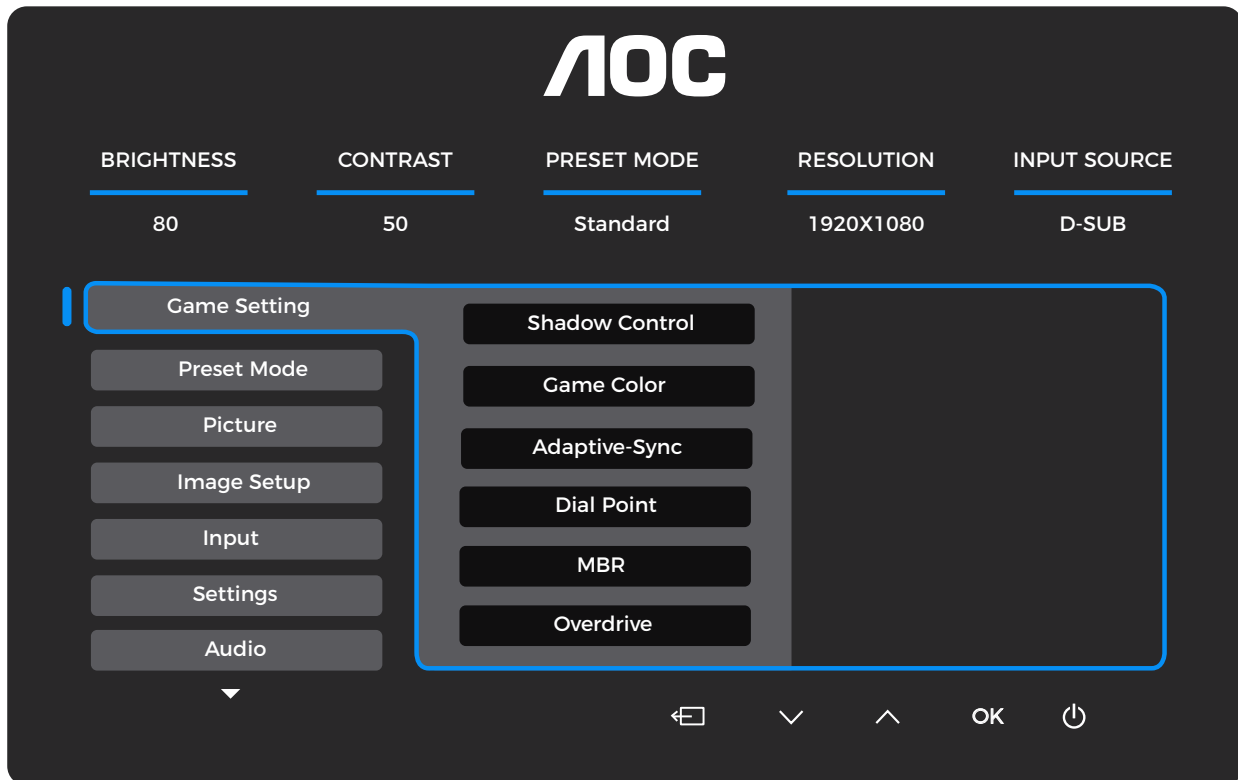 AOC
BRIGHTNESS CONTRAST PRESET MODE RESOLUTION INPUT SOURCE
80 50 Standard 1920X1080 D-SUB
Game Setting
Preset Mode
Picture
Image Setup
Input
Settings
Audio
Shadow Control
Game Color
Adaptive-Sync
Dial Point
MBR
Overdrive
OK